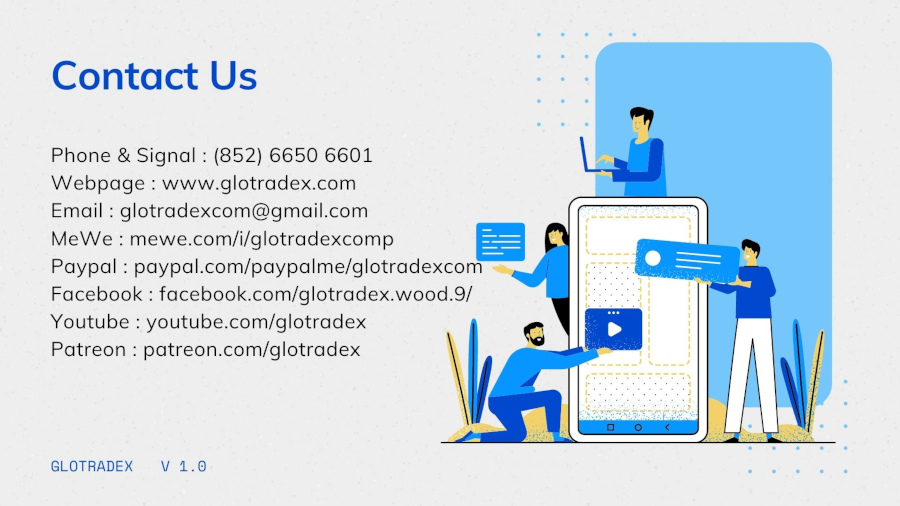 Contact Us
Phone & Signal : (852) 6650 6601
Webpage : www.glotradex.com
Email : glotradexcom@gmail.com
MeWe : mewe.com/i/glotradexcomp
Paypal : paypal.com/paypalme/glotradexcom
Facebook : facebook.com/glotradex.wood.9/
Youtube : youtube.com/glotradex
Patreon : patreon.com/glotradex
GLOTRADEX V 1.0